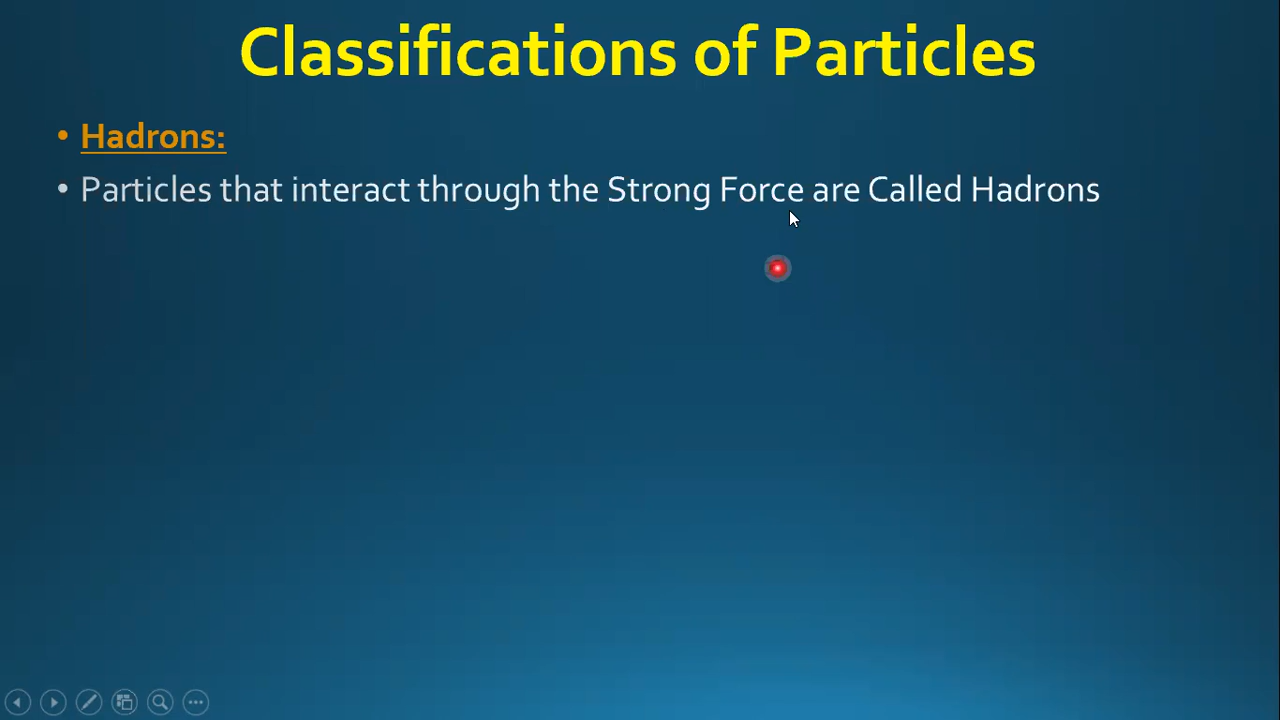 Classifications of Particles
• Hadrons:
• Particles that interact through the Strong Force are Called Hadrons